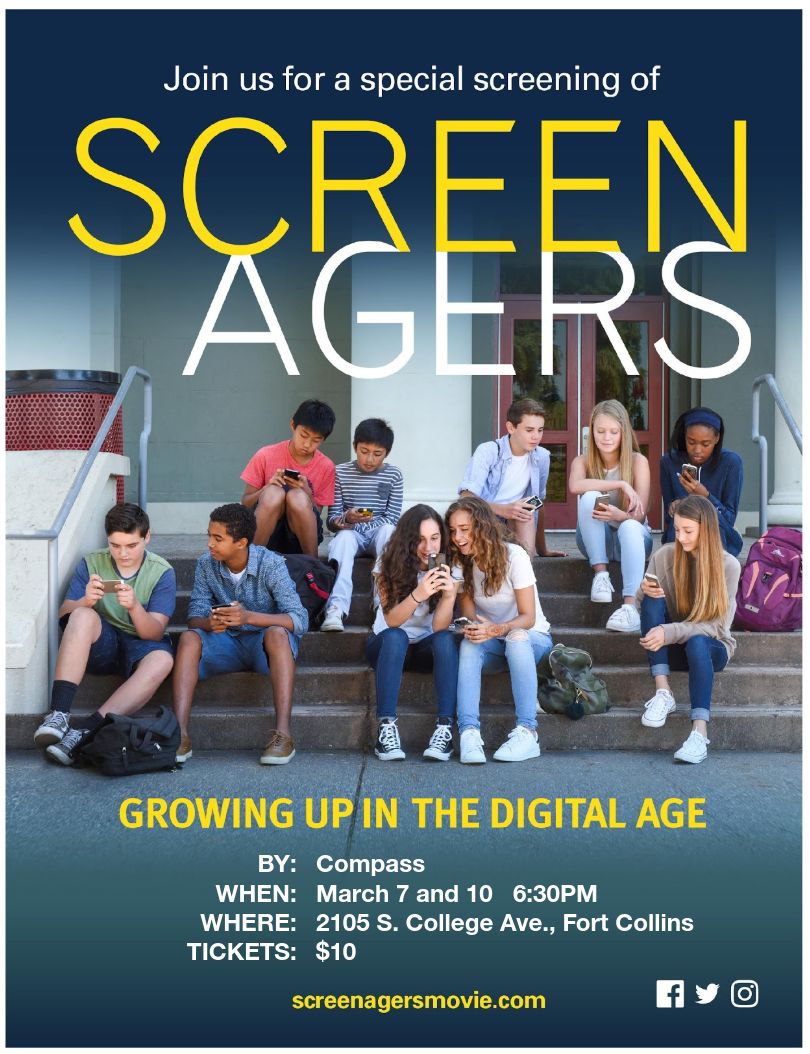 Join us for a special screening of
SCREEN
AGERS
GROWING UP IN THE DIGITAL AGE
BY: Compass
WHEN: March 7 and 10 6:30PM
WHERE: 2105 S. College Ave., Fort Collins
TICKETS: $10
screenagersmovie.com